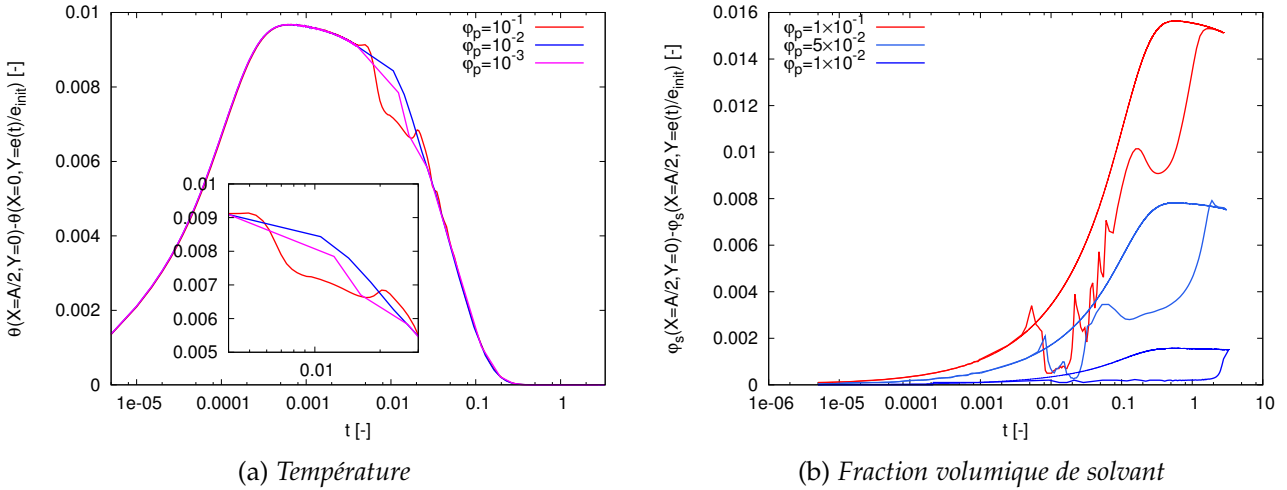 θ(X=A/2,Y=0)-θ(X=0,Y=e(t)/e_init) [-]
0.01
0.008
0.006
0.004
0.002
0
φp=10^-1
φp=10^-2
φp=10^-3
0.01
0.009
0.008
0.007
0.006
0.005
0.01
1e-05 0.0001 0.001 0.01 0.1 1
t [-]
(a) Température
φs(X=A/2,Y=0)-φs(X=A/2,Y=e(t)/e_init) [-]
0.016
0.014
0.012
0.01
0.008
0.006
0.004
0.002
0
φp=1×10^-1
φp=5×10^-2
φp=1×10^-2
1e-06 0.0001 0.01 0.1 1 10
t [-]
(b) Fraction volumique de solvant